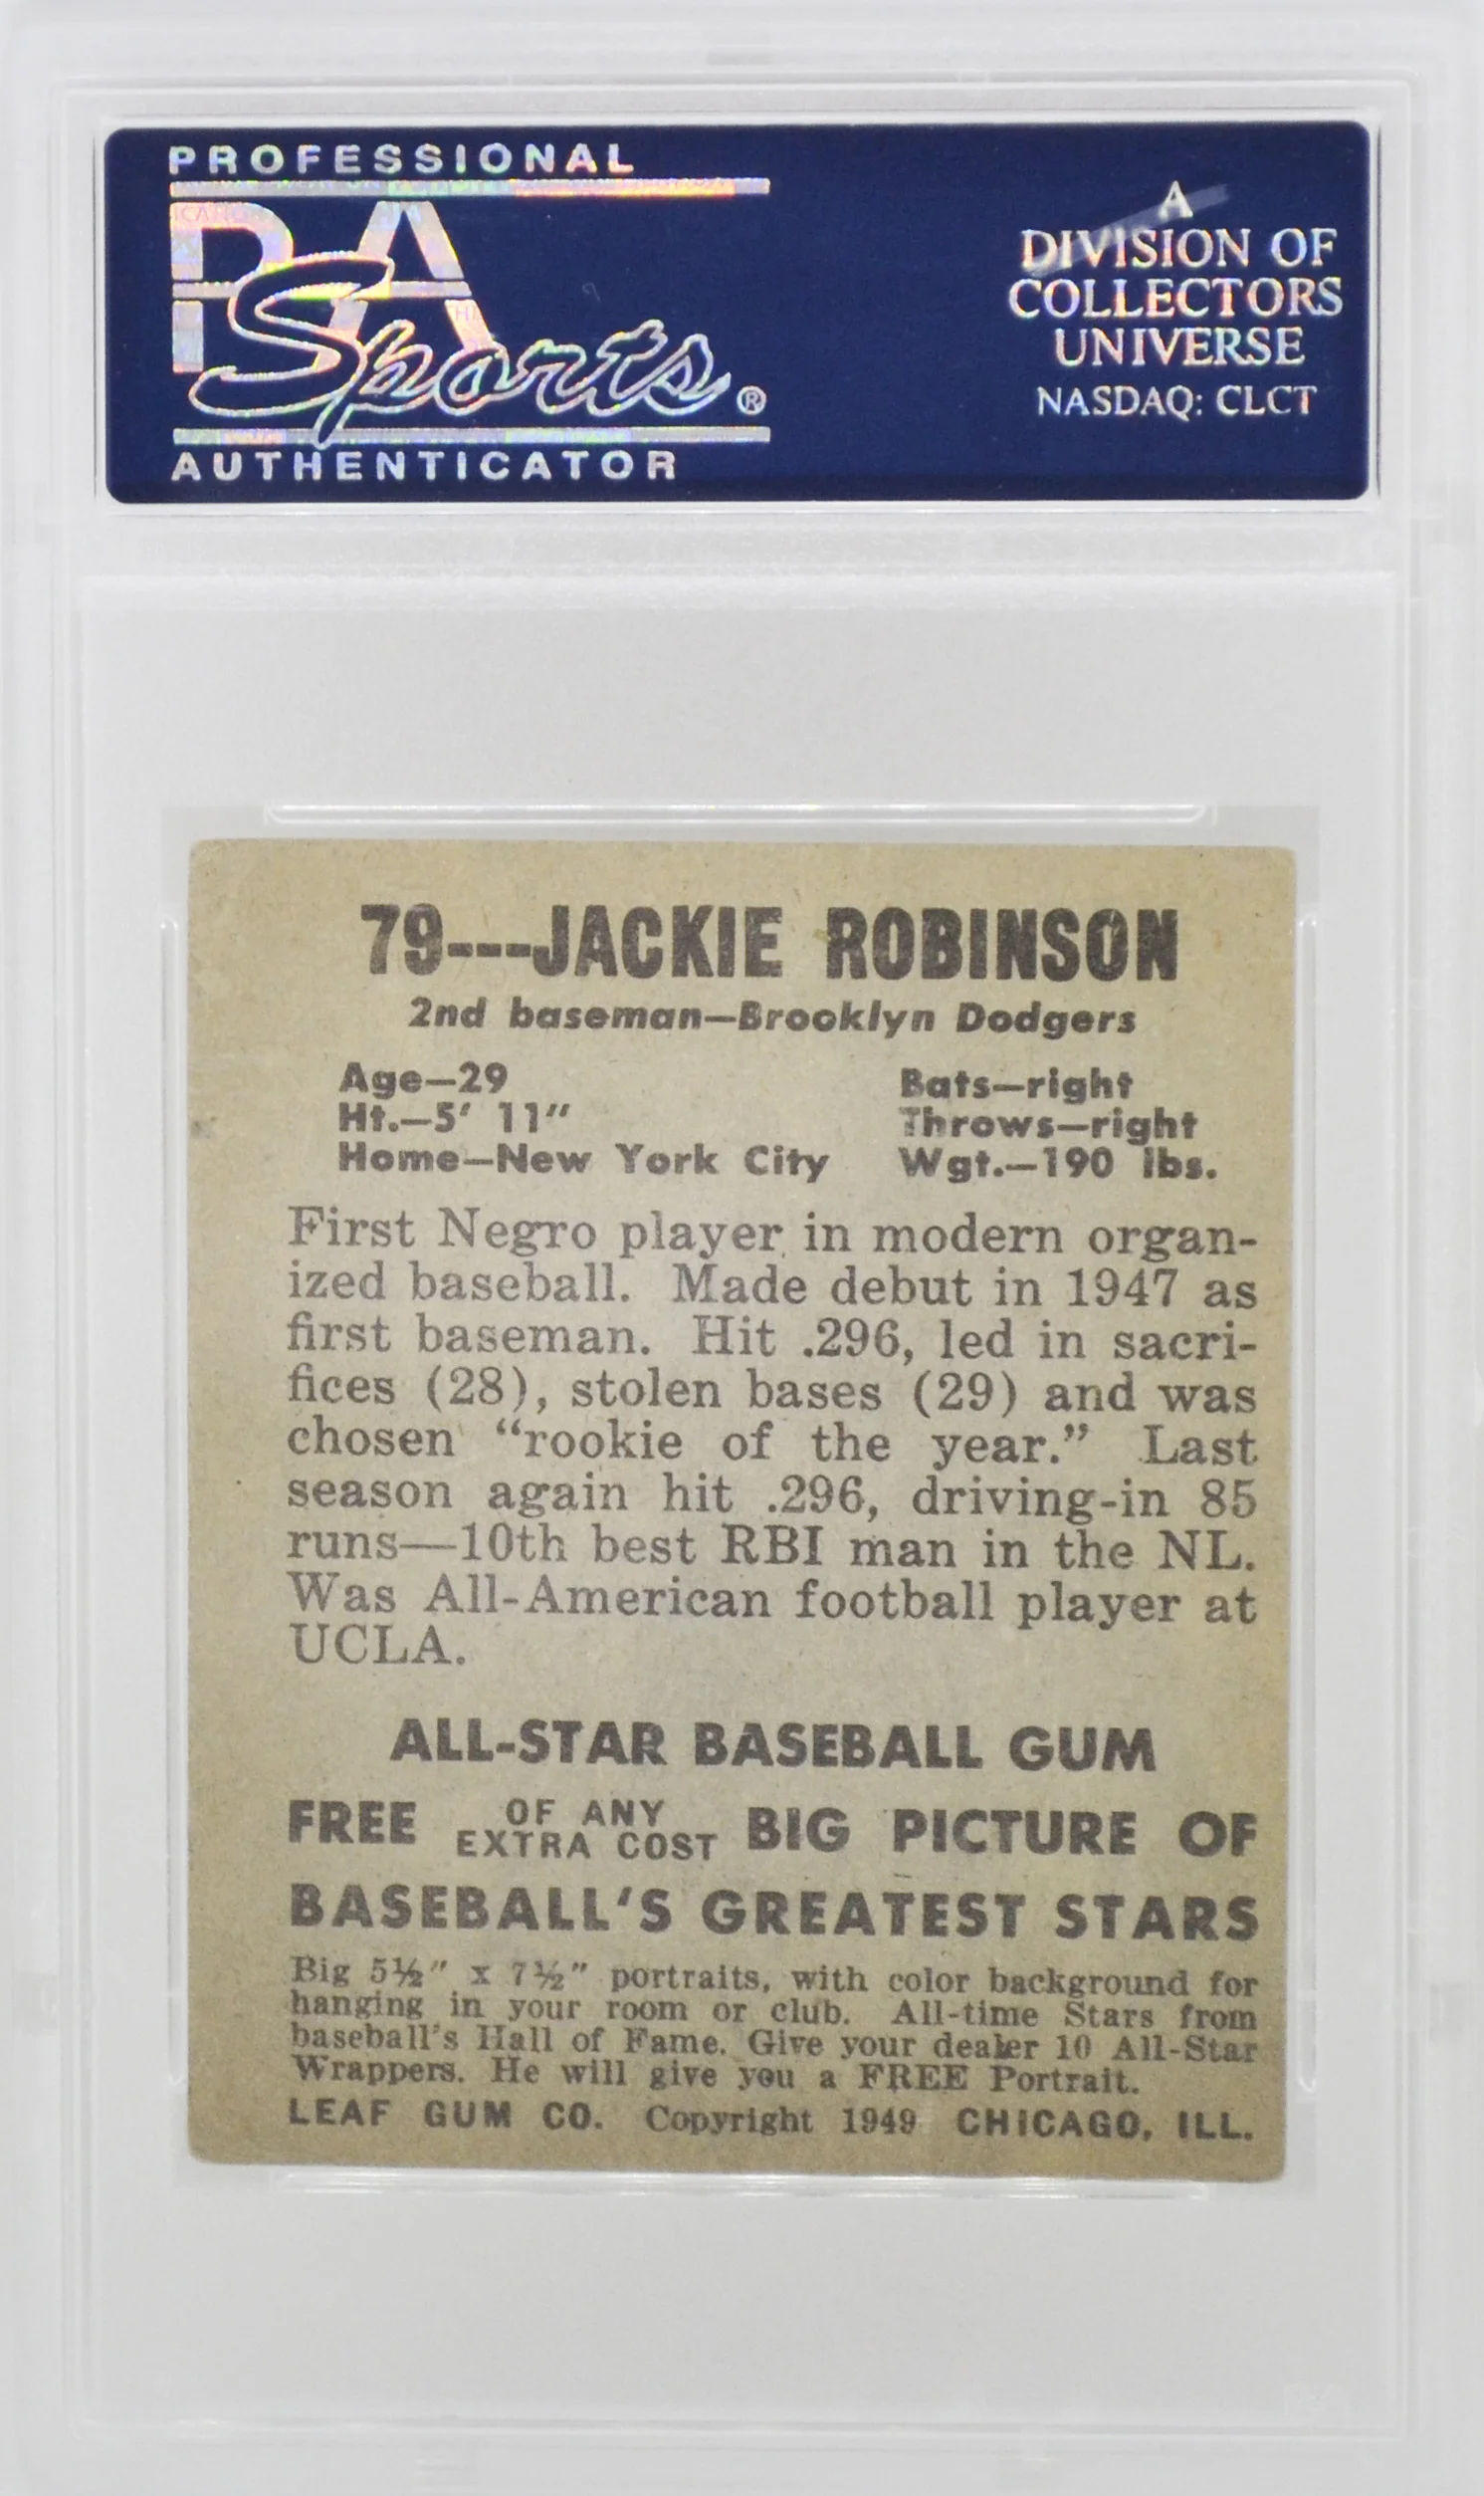 PROFESSIONAL
PSA
Sports®
AUTHENTICATOR
A
DIVISION OF
COLLECTORS
UNIVERSE
NASDAQ: CLCT
79---JACKIE ROBINSON
2nd baseman—Brooklyn Dodgers
Age—29 Bats—right
Ht.—5' 11" Throws—right
Home—New York City Wgt.—190 lbs.
First Negro player in modern organ-
ized baseball. Made debut in 1947 as
first baseman. Hit .296, led in sacri-
fices (28), stolen bases (29) and was
chosen “rookie of the year.” Last
season again hit .296, driving-in 85
runs—10th best RBI man in the NL.
Was All-American football player at
UCLA.
ALL-STAR BASEBALL GUM
FREE OF ANY EXTRA COST BIG PICTURE OF
BASEBALL'S GREATEST STARS
Big 5½" x 7½" portraits, with color background for
hanging in your room or club. All-time Stars from
baseball's Hall of Fame. Give your dealer 10 All-Star
Wrappers. He will give you a FREE Portrait.
LEAF GUM CO. Copyright 1949 CHICAGO, ILL.